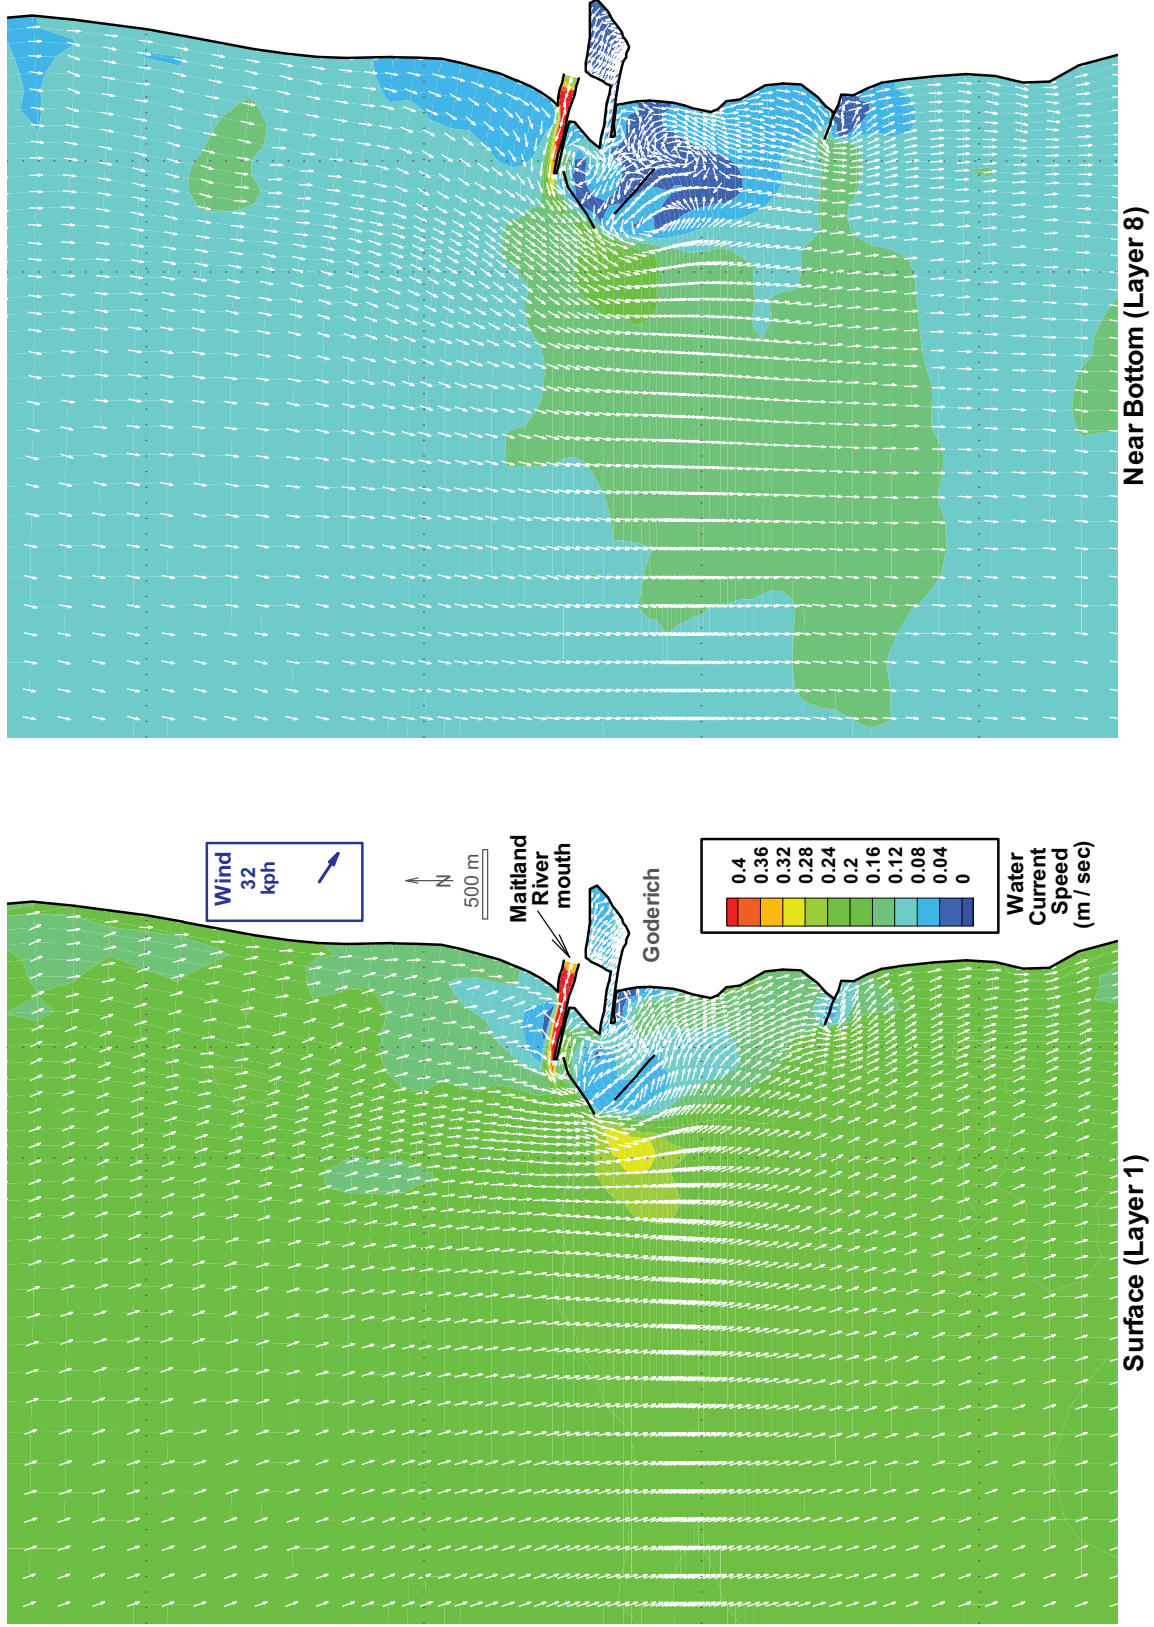 Wind
32
kph
N
500 m
Maitland
River
mouth
Goderich
0.4
0.36
0.32
0.28
0.24
0.2
0.16
0.12
0.08
0.04
0
Water
Current
Speed
(m / sec)
Surface (Layer 1)
Near Bottom (Layer 8)